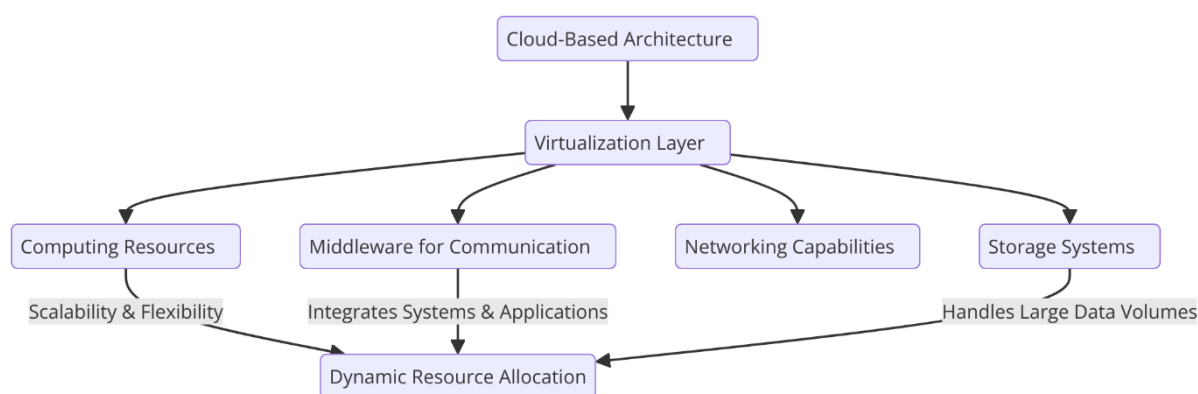 Cloud-Based Architecture
Virtualization Layer
Computing Resources
Middleware for Communication
Networking Capabilities
Storage Systems
Scalability & Flexibility
Integrates Systems & Applications
Handles Large Data Volumes
Dynamic Resource Allocation